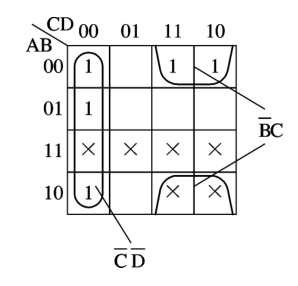 CD
AB
00 01 11 10
00 1 1 1
01 1
11 × × × ×
10 1 × ×
B̅C
C̅ D̅